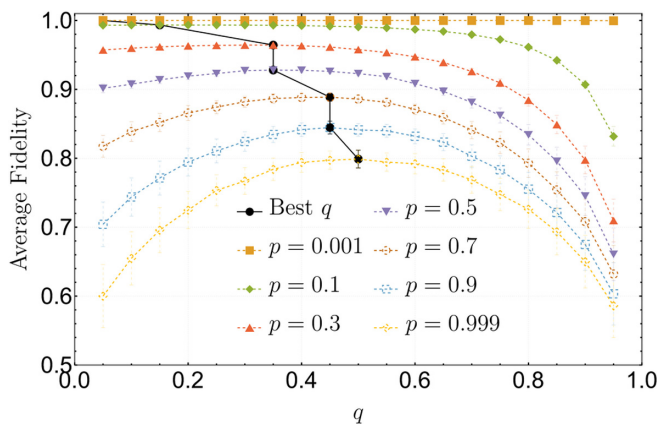 1.0
0.9
0.8
0.7
0.6
0.5
Average Fidelity
Best q
p = 0.001
p = 0.1
p = 0.3
p = 0.5
p = 0.7
p = 0.9
p = 0.999
0.0 0.2 0.4 0.6 0.8 1.0
q